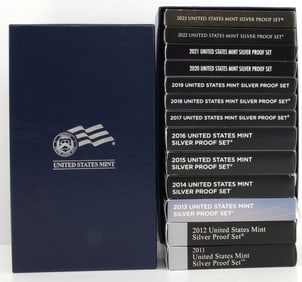 UNITED STATES MINT
2023 UNITED STATES MINT SILVER PROOF SET®
2022 UNITED STATES MINT SILVER PROOF SET®
2021 UNITED STATES MINT SILVER PROOF SET
2020 UNITED STATES MINT SILVER PROOF SET
2019 UNITED STATES MINT SILVER PROOF SET®
2018 UNITED STATES MINT SILVER PROOF SET®
2017 UNITED STATES MINT SILVER PROOF SET®
2016 UNITED STATES MINT
SILVER PROOF SET®
2015 UNITED STATES MINT
SILVER PROOF SET®
2014 UNITED STATES MINT
SILVER PROOF SET®
2013 UNITED STATES MINT
SILVER PROOF SET®
2012 United States Mint
Silver Proof Set®
2011
United States Mint
Silver Proof Set™